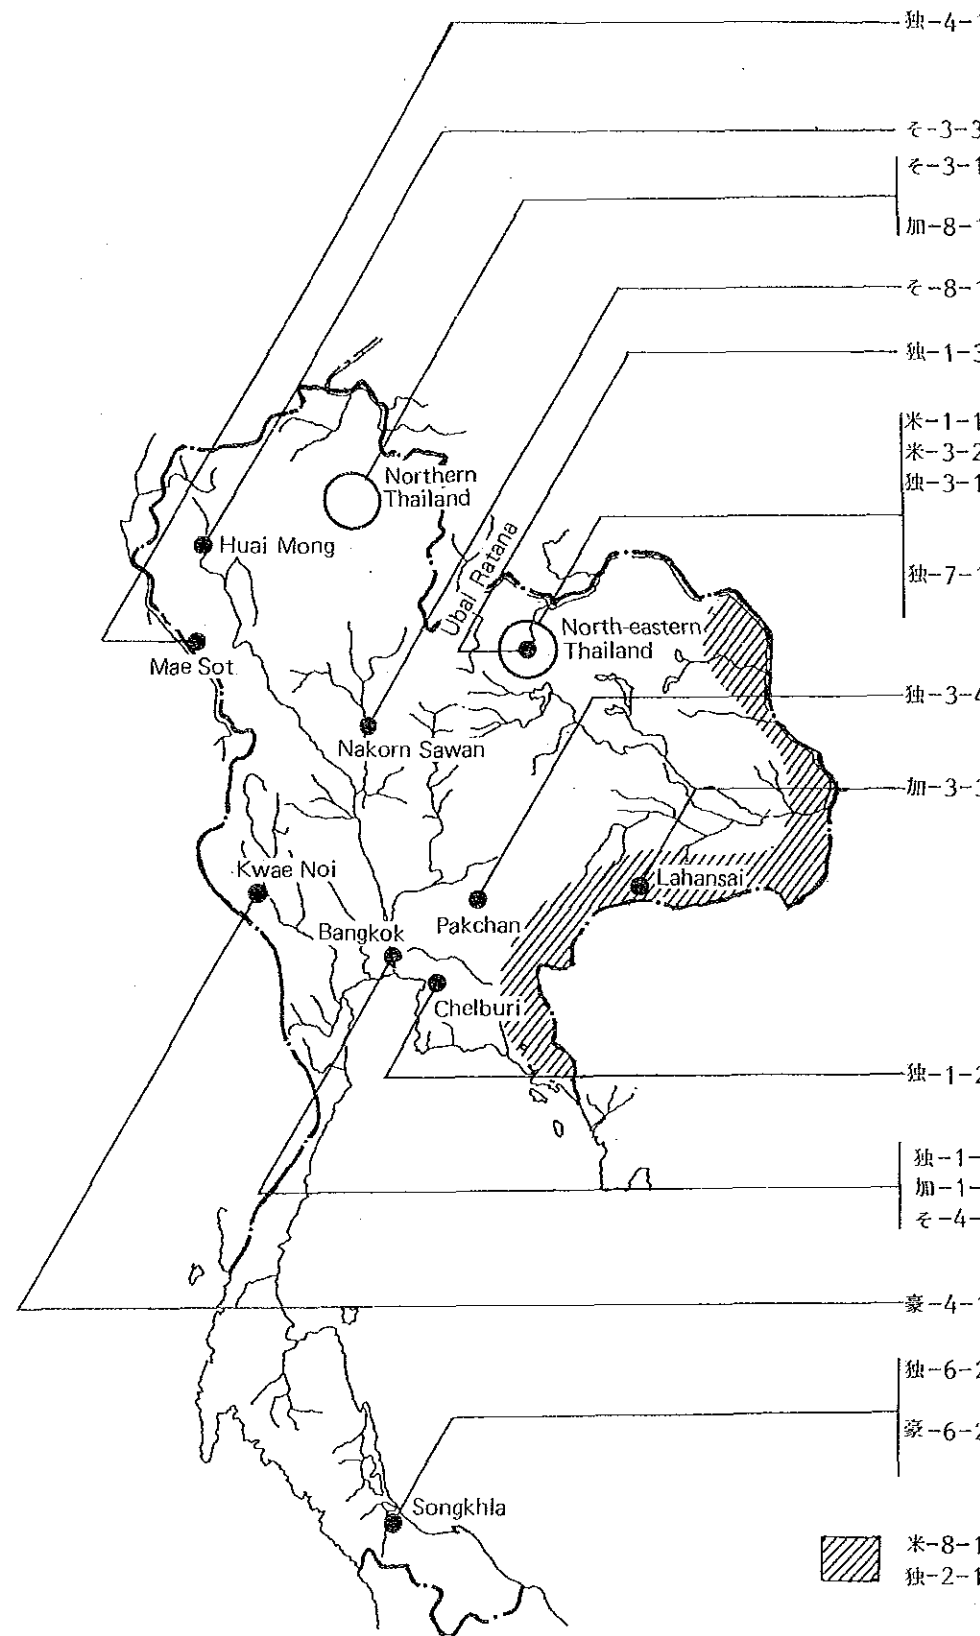 独-4-1
そ-3-3
そ-3-1
加-8-1
そ-8-1
独-1-3
米-1-1
米-3-2
独-3-1
独-7-1
Northern
Thailand
Huai Mong
Ubal Ratana
North-eastern
Thailand
Mae Sot
独-3-4
Nakorn Sawan
加-3-3
Kwae Noi
Lahansai
Pakchan
Bangkok
Chelburi
独-1-2
独-1-
加-1-
そ-4-
豪-4-1
独-6-2
豪-6-2
Songkhla
米-8-1
独-2-1